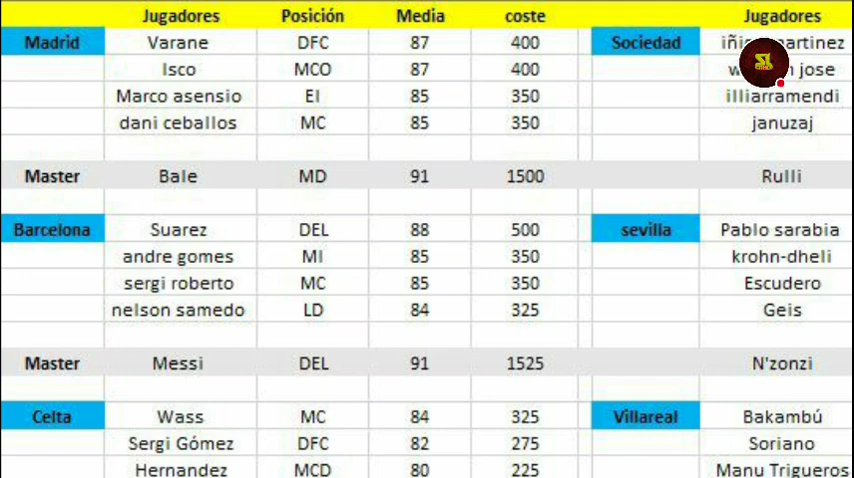 Jugadores Posición Media coste Jugadores
Madrid Varane DFC 87 400 Sociedad martinez
Isco MCO 87 400 jose
Marco asensio EI 85 350 illiarramendi
dani ceballos MC 85 350 januzaj
Master Bale MD 91 1500 Rulli
Barcelona Suarez DEL 88 500 sevilla Pablo sarabia
andre gomes MI 85 350 krohn-dheli
sergi roberto MC 85 350 Escudero
nelson samedo LD 84 325 Geis
Master Messi DEL 91 1525 N'zonzi
Celta Wass MC 84 325 Villareal Bakambú
Sergi Gómez DFC 82 275 Soriano
Hernandez MCD 80 225 Manu Trigueros